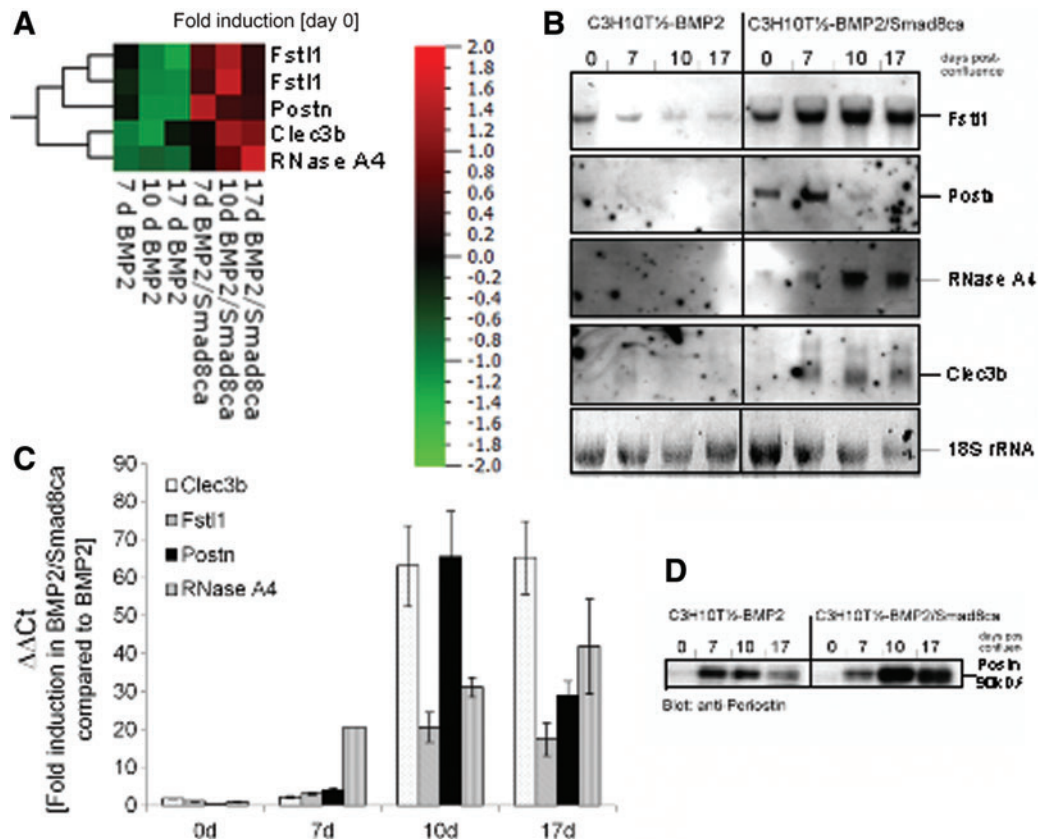 A
Fold induction [day 0]
Fstl1
Fstl1
Postn
Clec3b
RNase A4
7 d BMP2
10 d BMP2
17 d BMP2
7d BMP2/Smad8ca
10d BMP2/Smad8ca
17d BMP2/Smad8ca
2.0
1.8
1.6
1.4
1.2
1.0
0.8
0.6
0.4
0.2
0.0
-0.2
-0.4
-0.6
-0.8
-1.0
-1.2
-1.4
-1.6
-1.8
-2.0
B
C3H10T½-BMP2 C3H10T½-BMP2/Smad8ca
0 7 10 17 0 7 10 17
days post-
confluence
Fstl1
Postn
RNase A4
Clec3b
18S rRNA
C
ΔΔCt
[Fold induction in BMP2/Smad8ca
compared to BMP2]
90
80
70
60
50
40
30
20
10
0
Clec3b
Fstl1
Postn
RNase A4
0d 7d 10d 17d
D
C3H10T½-BMP2 C3H10T½-BMP2/Smad8ca
0 7 10 17 0 7 10 17
days pos
confluen
Postn
90kDa
Blot: anti-Periostin